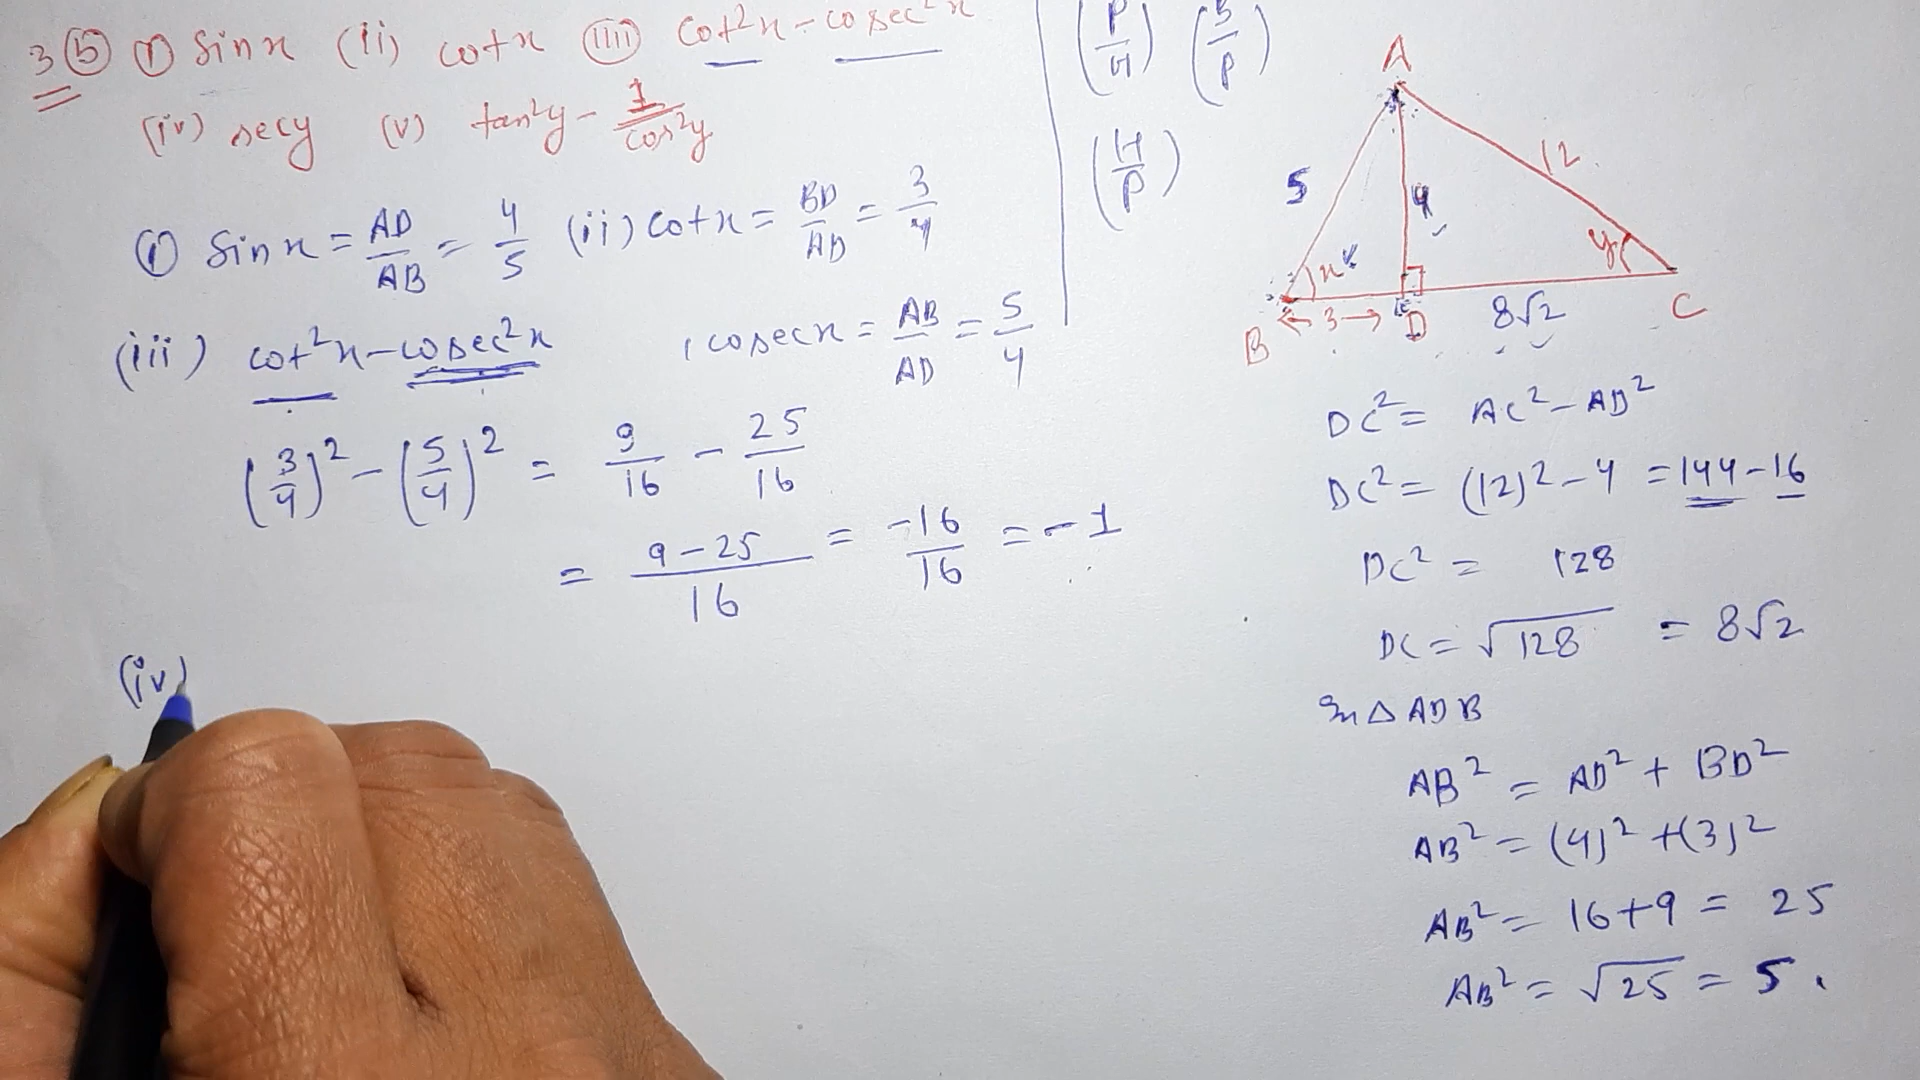 3 (5) (i) Sin x (ii) cot x (iii) cot²x - cosec²x
(iv) sec y (v) tan²y - 1/cos²y
(P/H) (B/P)
(H/P)
A
5
4
12
x
y
B
3
D
8√2
C
(i) Sin x = AD/AB = 4/5 (ii) cot x = BD/AD = 3/4
(iii) cot²x - cosec²x , cosec x = AB/AD = 5/4
(3/4)² - (5/4)² = 9/16 - 25/16
= 9-25/16 = -16/16 = -1
(iv)
DC² = AC² - AD²
DC² = (12)² - 4 = 144 - 16
DC² = 128
DC = √128 = 8√2
In △ ADB
AB² = AD² + BD²
AB² = (4)² + (3)²
AB² = 16+9 = 25
AB² = √25 = 5.